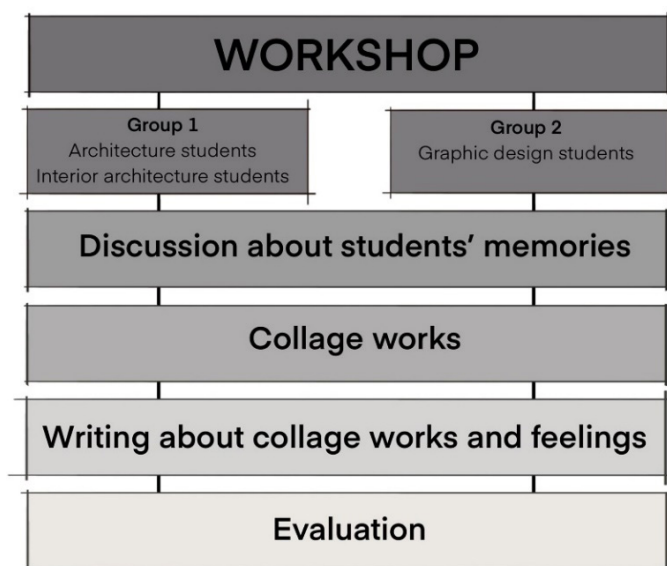 WORKSHOP
Group 1
Architecture students
Interior architecture students
Group 2
Graphic design students
Discussion about students’ memories
Collage works
Writing about collage works and feelings
Evaluation